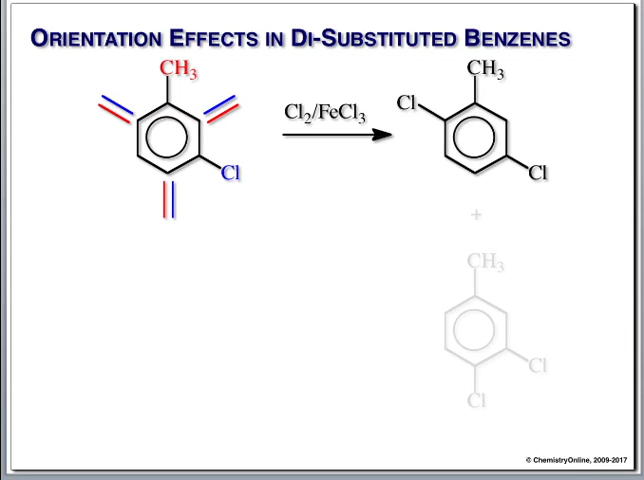 ORIENTATION EFFECTS IN DI-SUBSTITUTED BENZENES
CH3
Cl
Cl2/FeCl3
CH3
Cl
Cl
+
CH3
Cl
Cl
© ChemistryOnline, 2009-2017